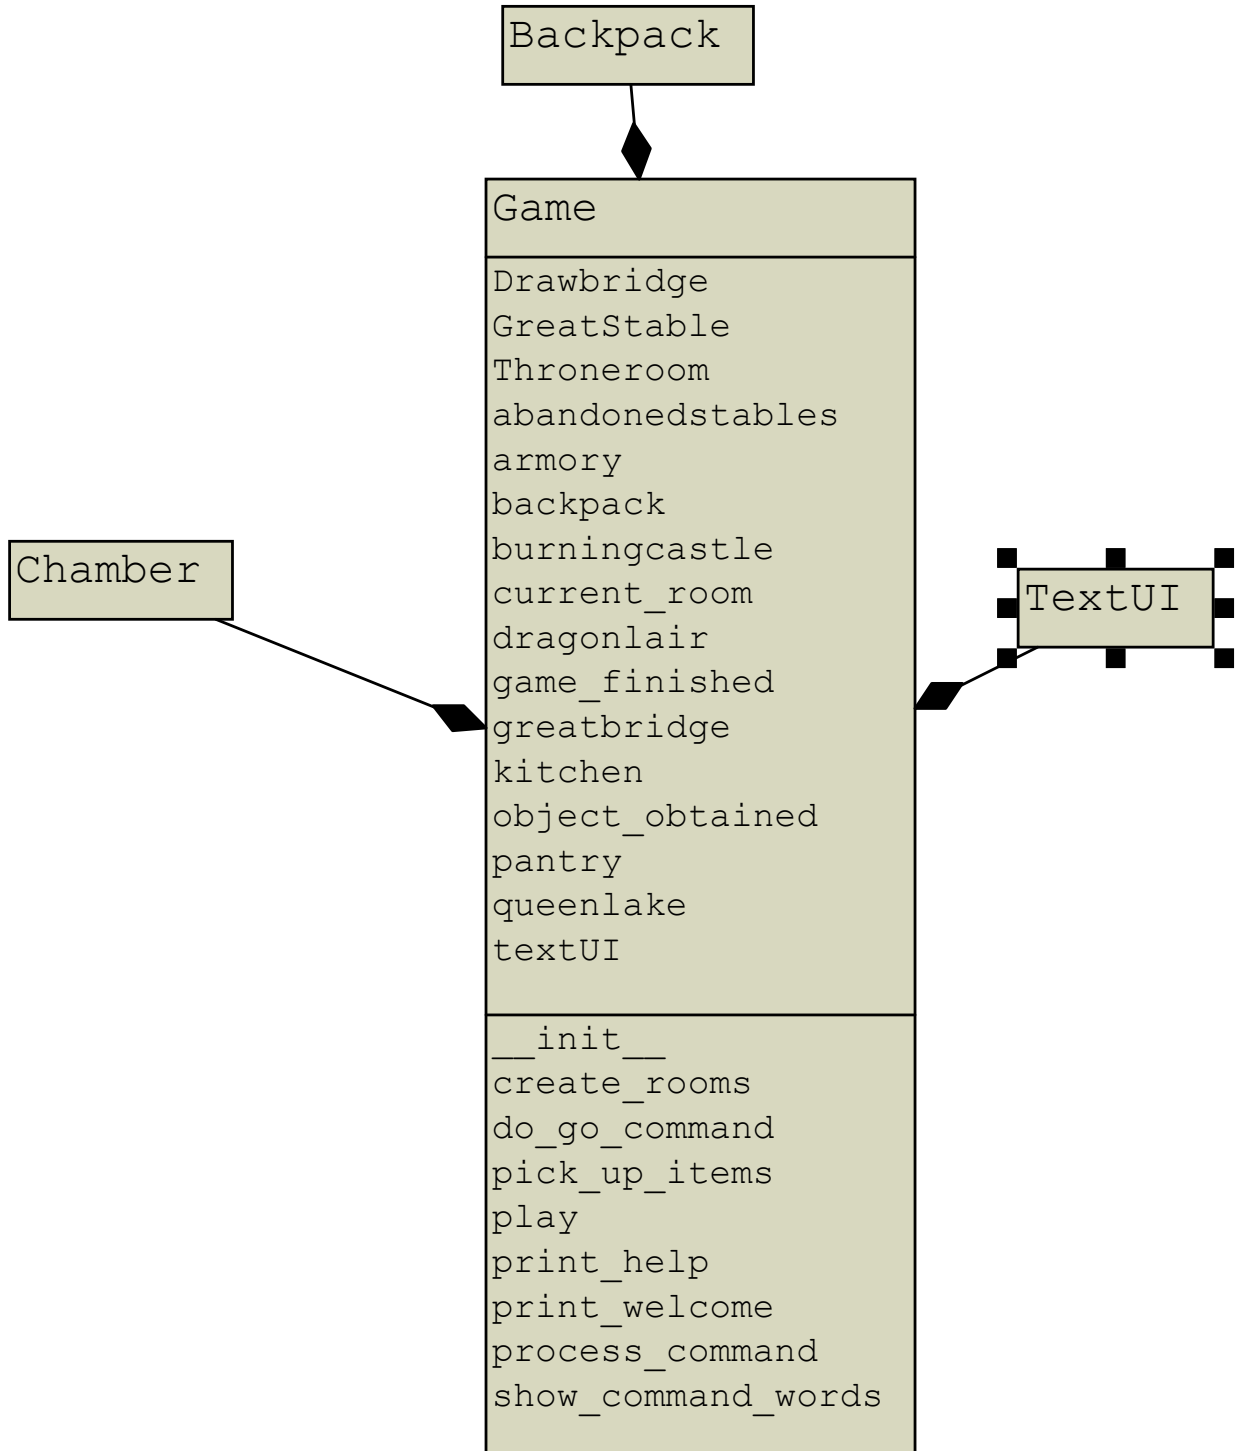 Backpack
Game
Drawbridge
GreatStable
Throneroom
abandonedstables
armory
backpack
burningcastle
current_room
dragonlair
game_finished
greatbridge
kitchen
object_obtained
pantry
queenlake
textUI
__init__
create_rooms
do_go_command
pick_up_items
play
print_help
print_welcome
process_command
show_command_words
Chamber
TextUI